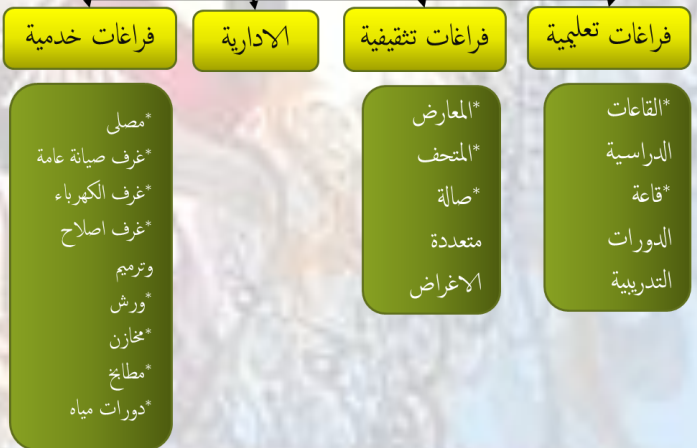 فراغات تعليمية
*القاعات
الدراسية
*قاعة
الدورات
التدريبية
فراغات تثقيفية
*المعارض
*المتحف
*صالة
متعددة
الاغراض
الادارية
فراغات خدمية
*مصلى
*غرف صيانة عامة
*غرف الكهرباء
*غرف اصلاح
وترميم
*ورش
*مخازن
*مطابخ
*دورات مياه